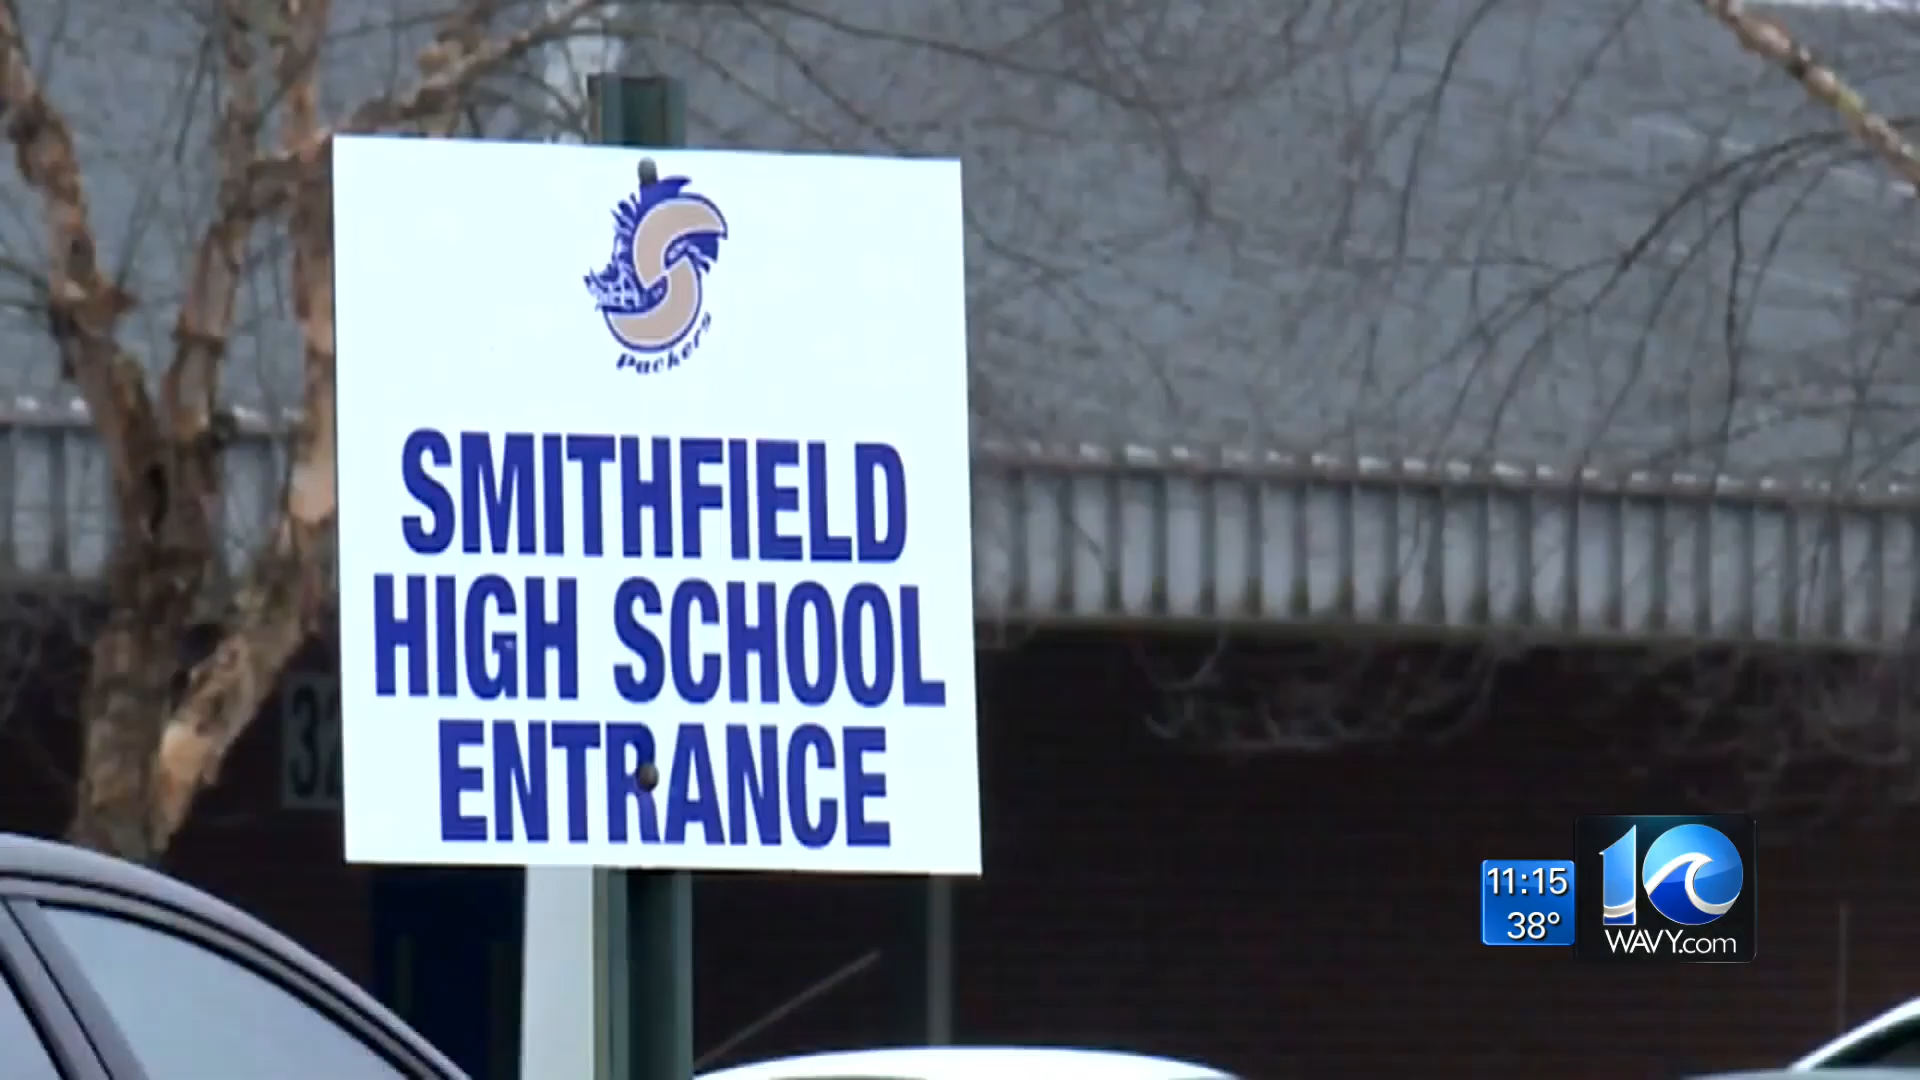 Packers
SMITHFIELD
HIGH SCHOOL
ENTRANCE
11:15
38°
10
WAVY.com